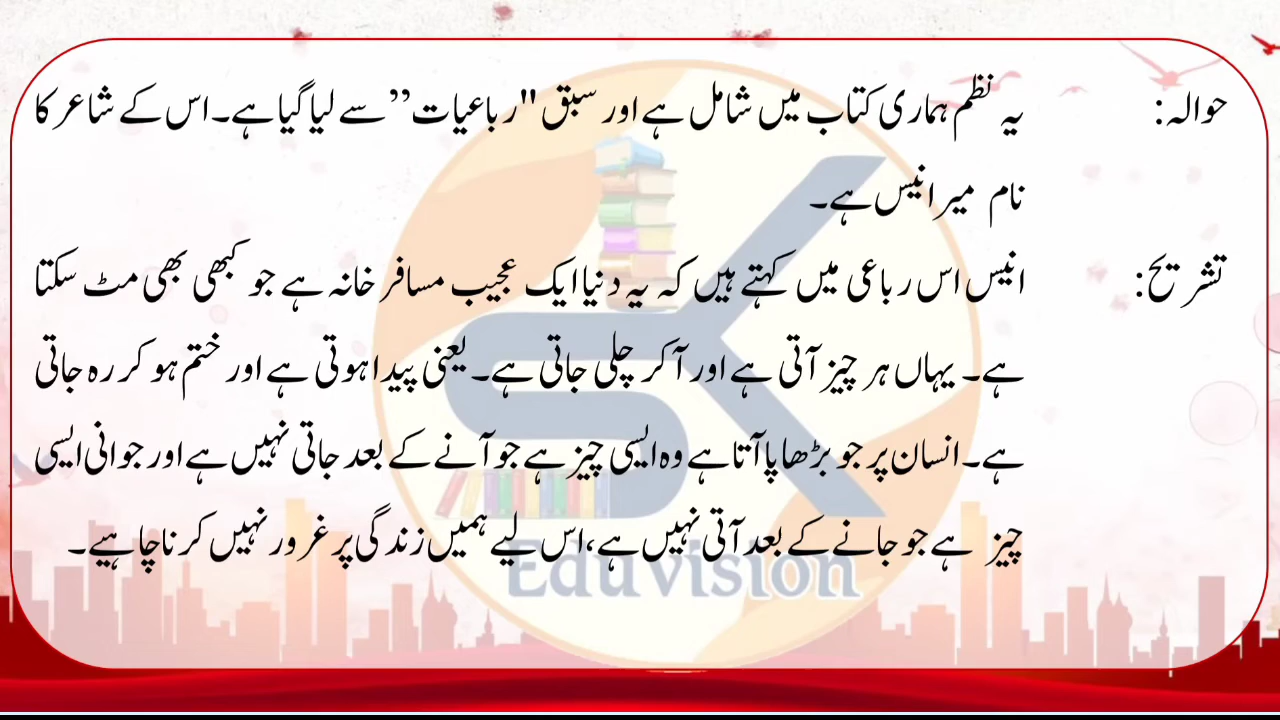 حوالہ: یہ نظم ہماری کتاب میں شامل ہے اور سبق "رباعیات’’ سے لیا گیا ہے۔ اس کے شاعر کا
نام میر انیس ہے۔
تشریح: انیس اس رباعی میں کہتے ہیں کہ یہ دنیا ایک عجیب مسافر خانہ ہے جو کبھی بھی مٹ سکتا
ہے۔ یہاں ہر چیز آتی ہے اور آکر چلی جاتی ہے۔ یعنی پیدا ہوتی ہے اور ختم ہو کر رہ جاتی
ہے۔ انسان پر جو بڑھاپا آتا ہے وہ ایسی چیز ہے جو آنے کے بعد جاتی نہیں ہے اور جوانی ایسی
چیز ہے جو جانے کے بعد آتی نہیں ہے، اس لیے ہمیں زندگی پر غرور نہیں کرنا چاہیے۔
SK
Eduvision